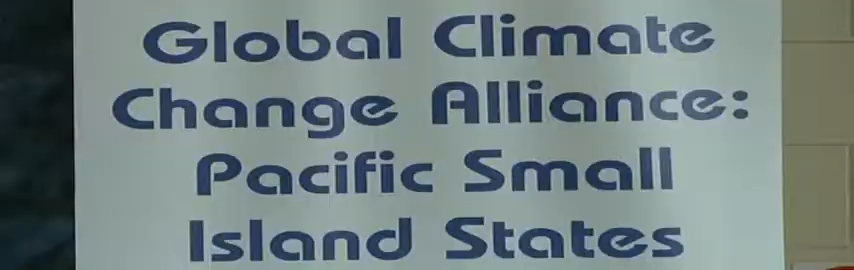 Global Climate
Change Alliance:
Pacific Small
Island States